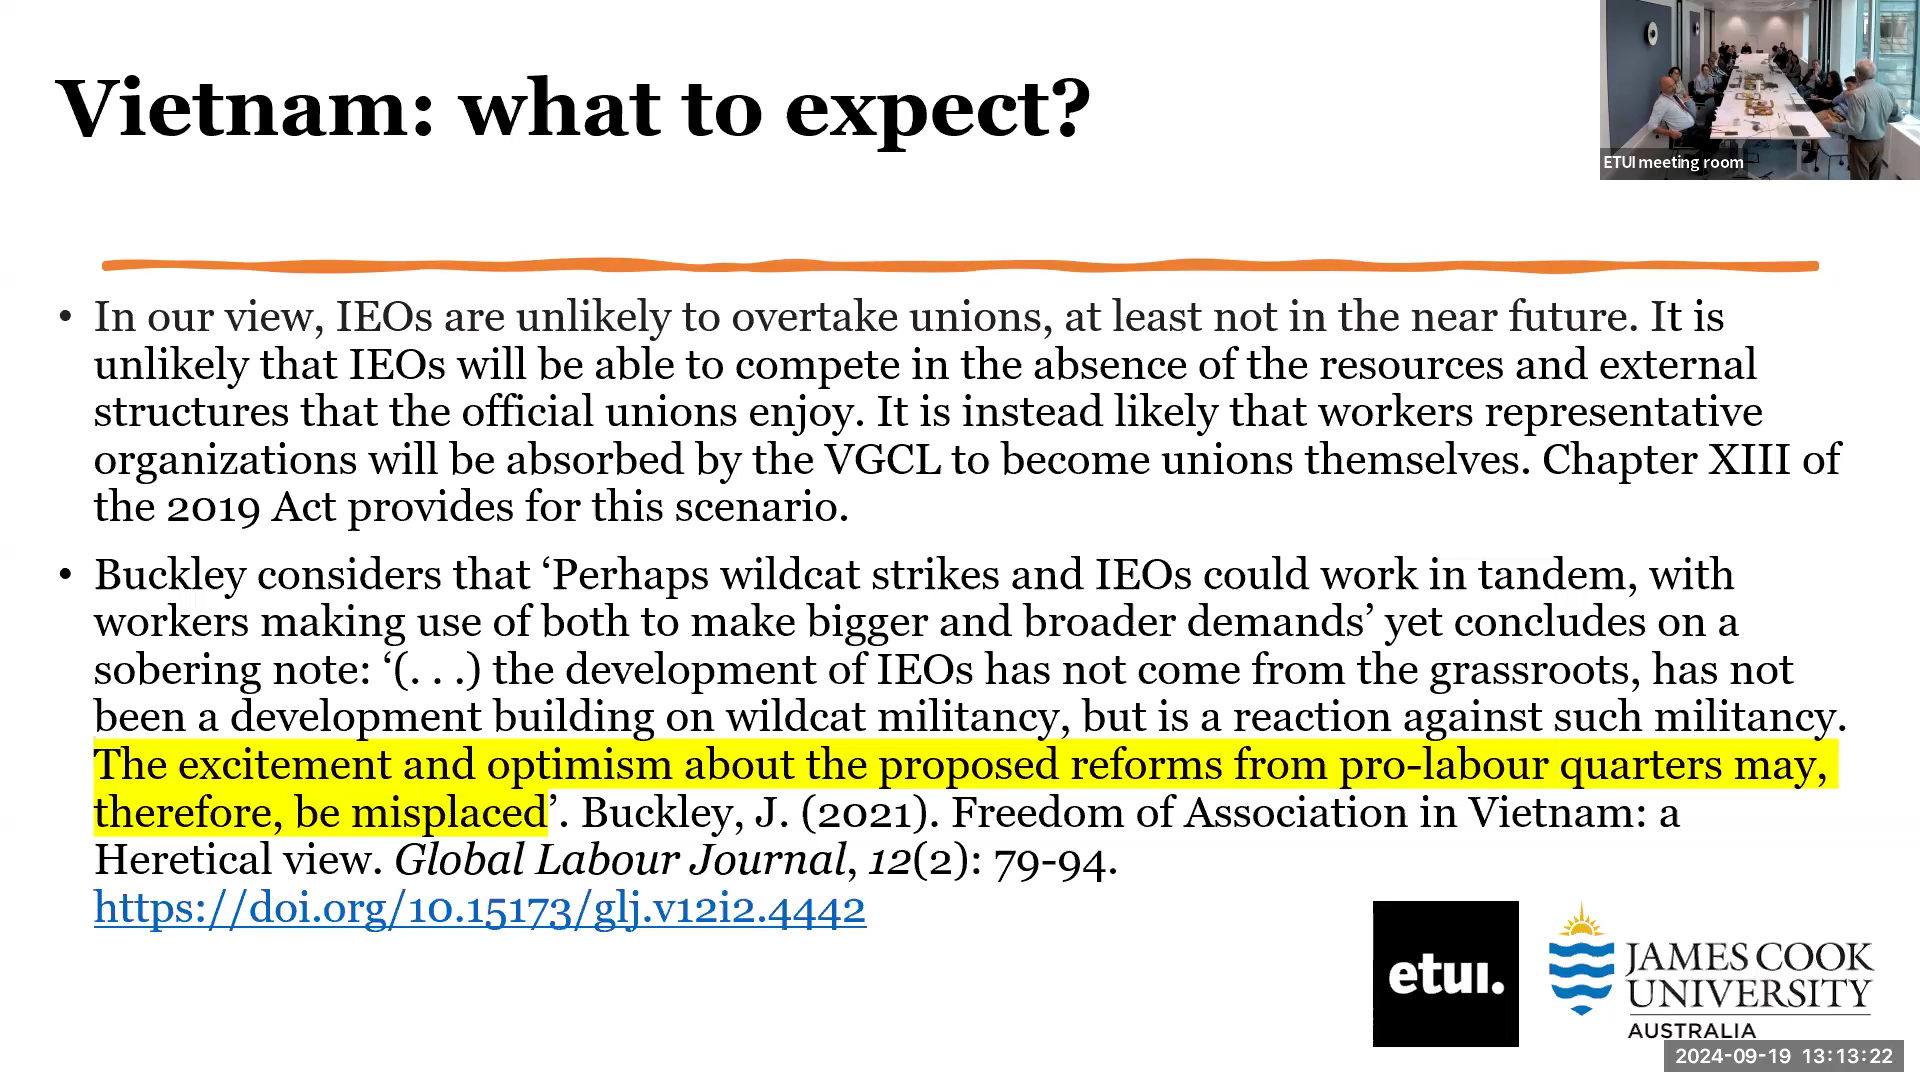 Vietnam: what to expect?
ETUI meeting room
• In our view, IEOs are unlikely to overtake unions, at least not in the near future. It is
unlikely that IEOs will be able to compete in the absence of the resources and external
structures that the official unions enjoy. It is instead likely that workers representative
organizations will be absorbed by the VGCL to become unions themselves. Chapter XIII of
the 2019 Act provides for this scenario.
• Buckley considers that ‘Perhaps wildcat strikes and IEOs could work in tandem, with
workers making use of both to make bigger and broader demands’ yet concludes on a
sobering note: ‘(. . .) the development of IEOs has not come from the grassroots, has not
been a development building on wildcat militancy, but is a reaction against such militancy.
The excitement and optimism about the proposed reforms from pro-labour quarters may,
therefore, be misplaced’. Buckley, J. (2021). Freedom of Association in Vietnam: a
Heretical view. Global Labour Journal, 12(2): 79-94.
https://doi.org/10.15173/glj.v12i2.4442
etui.
JAMES COOK
UNIVERSITY
AUSTRALIA
2024-09-19 13:13:22